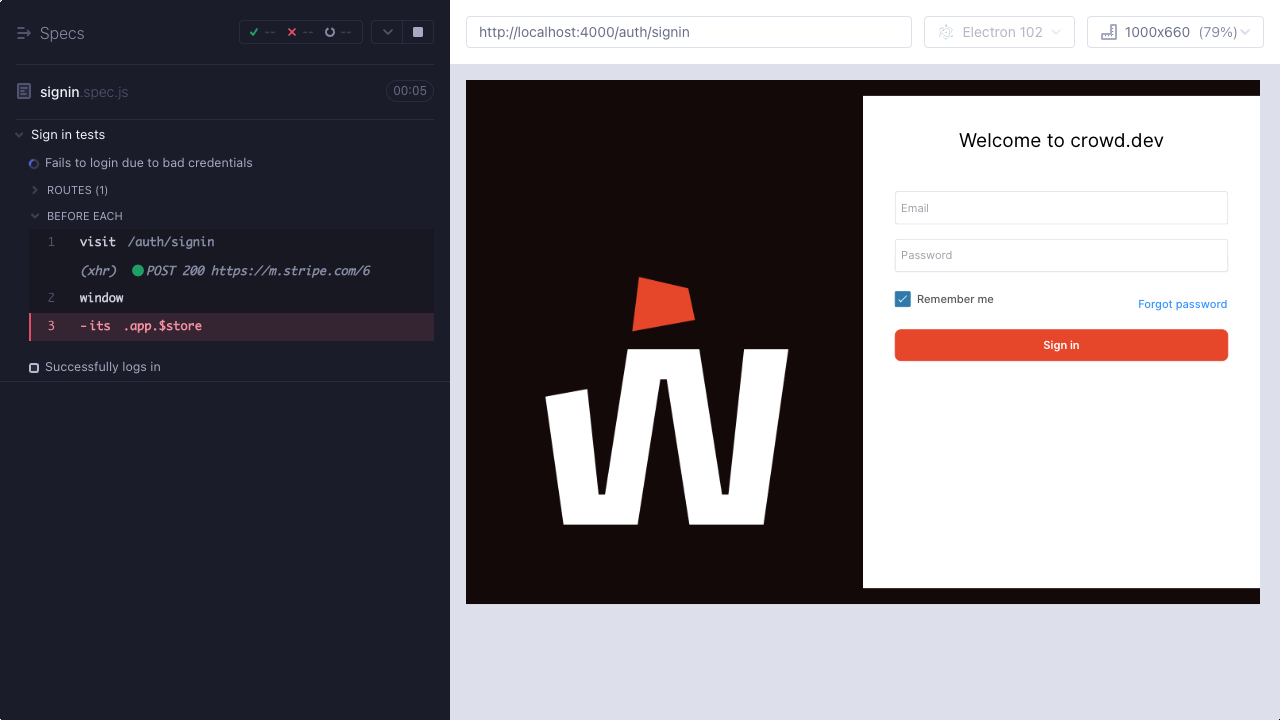 Specs
-- -- --
signin.spec.js 00:05
Sign in tests
Fails to login due to bad credentials
ROUTES (1)
BEFORE EACH
1 visit /auth/signin
(xhr) POST 200 https://m.stripe.com/6
2 window
3 -its .app.$store
Successfully logs in
http://localhost:4000/auth/signin
Electron 102
1000x660 (79%)
Welcome to crowd.dev
Email
Password
Remember me
Forgot password
Sign in